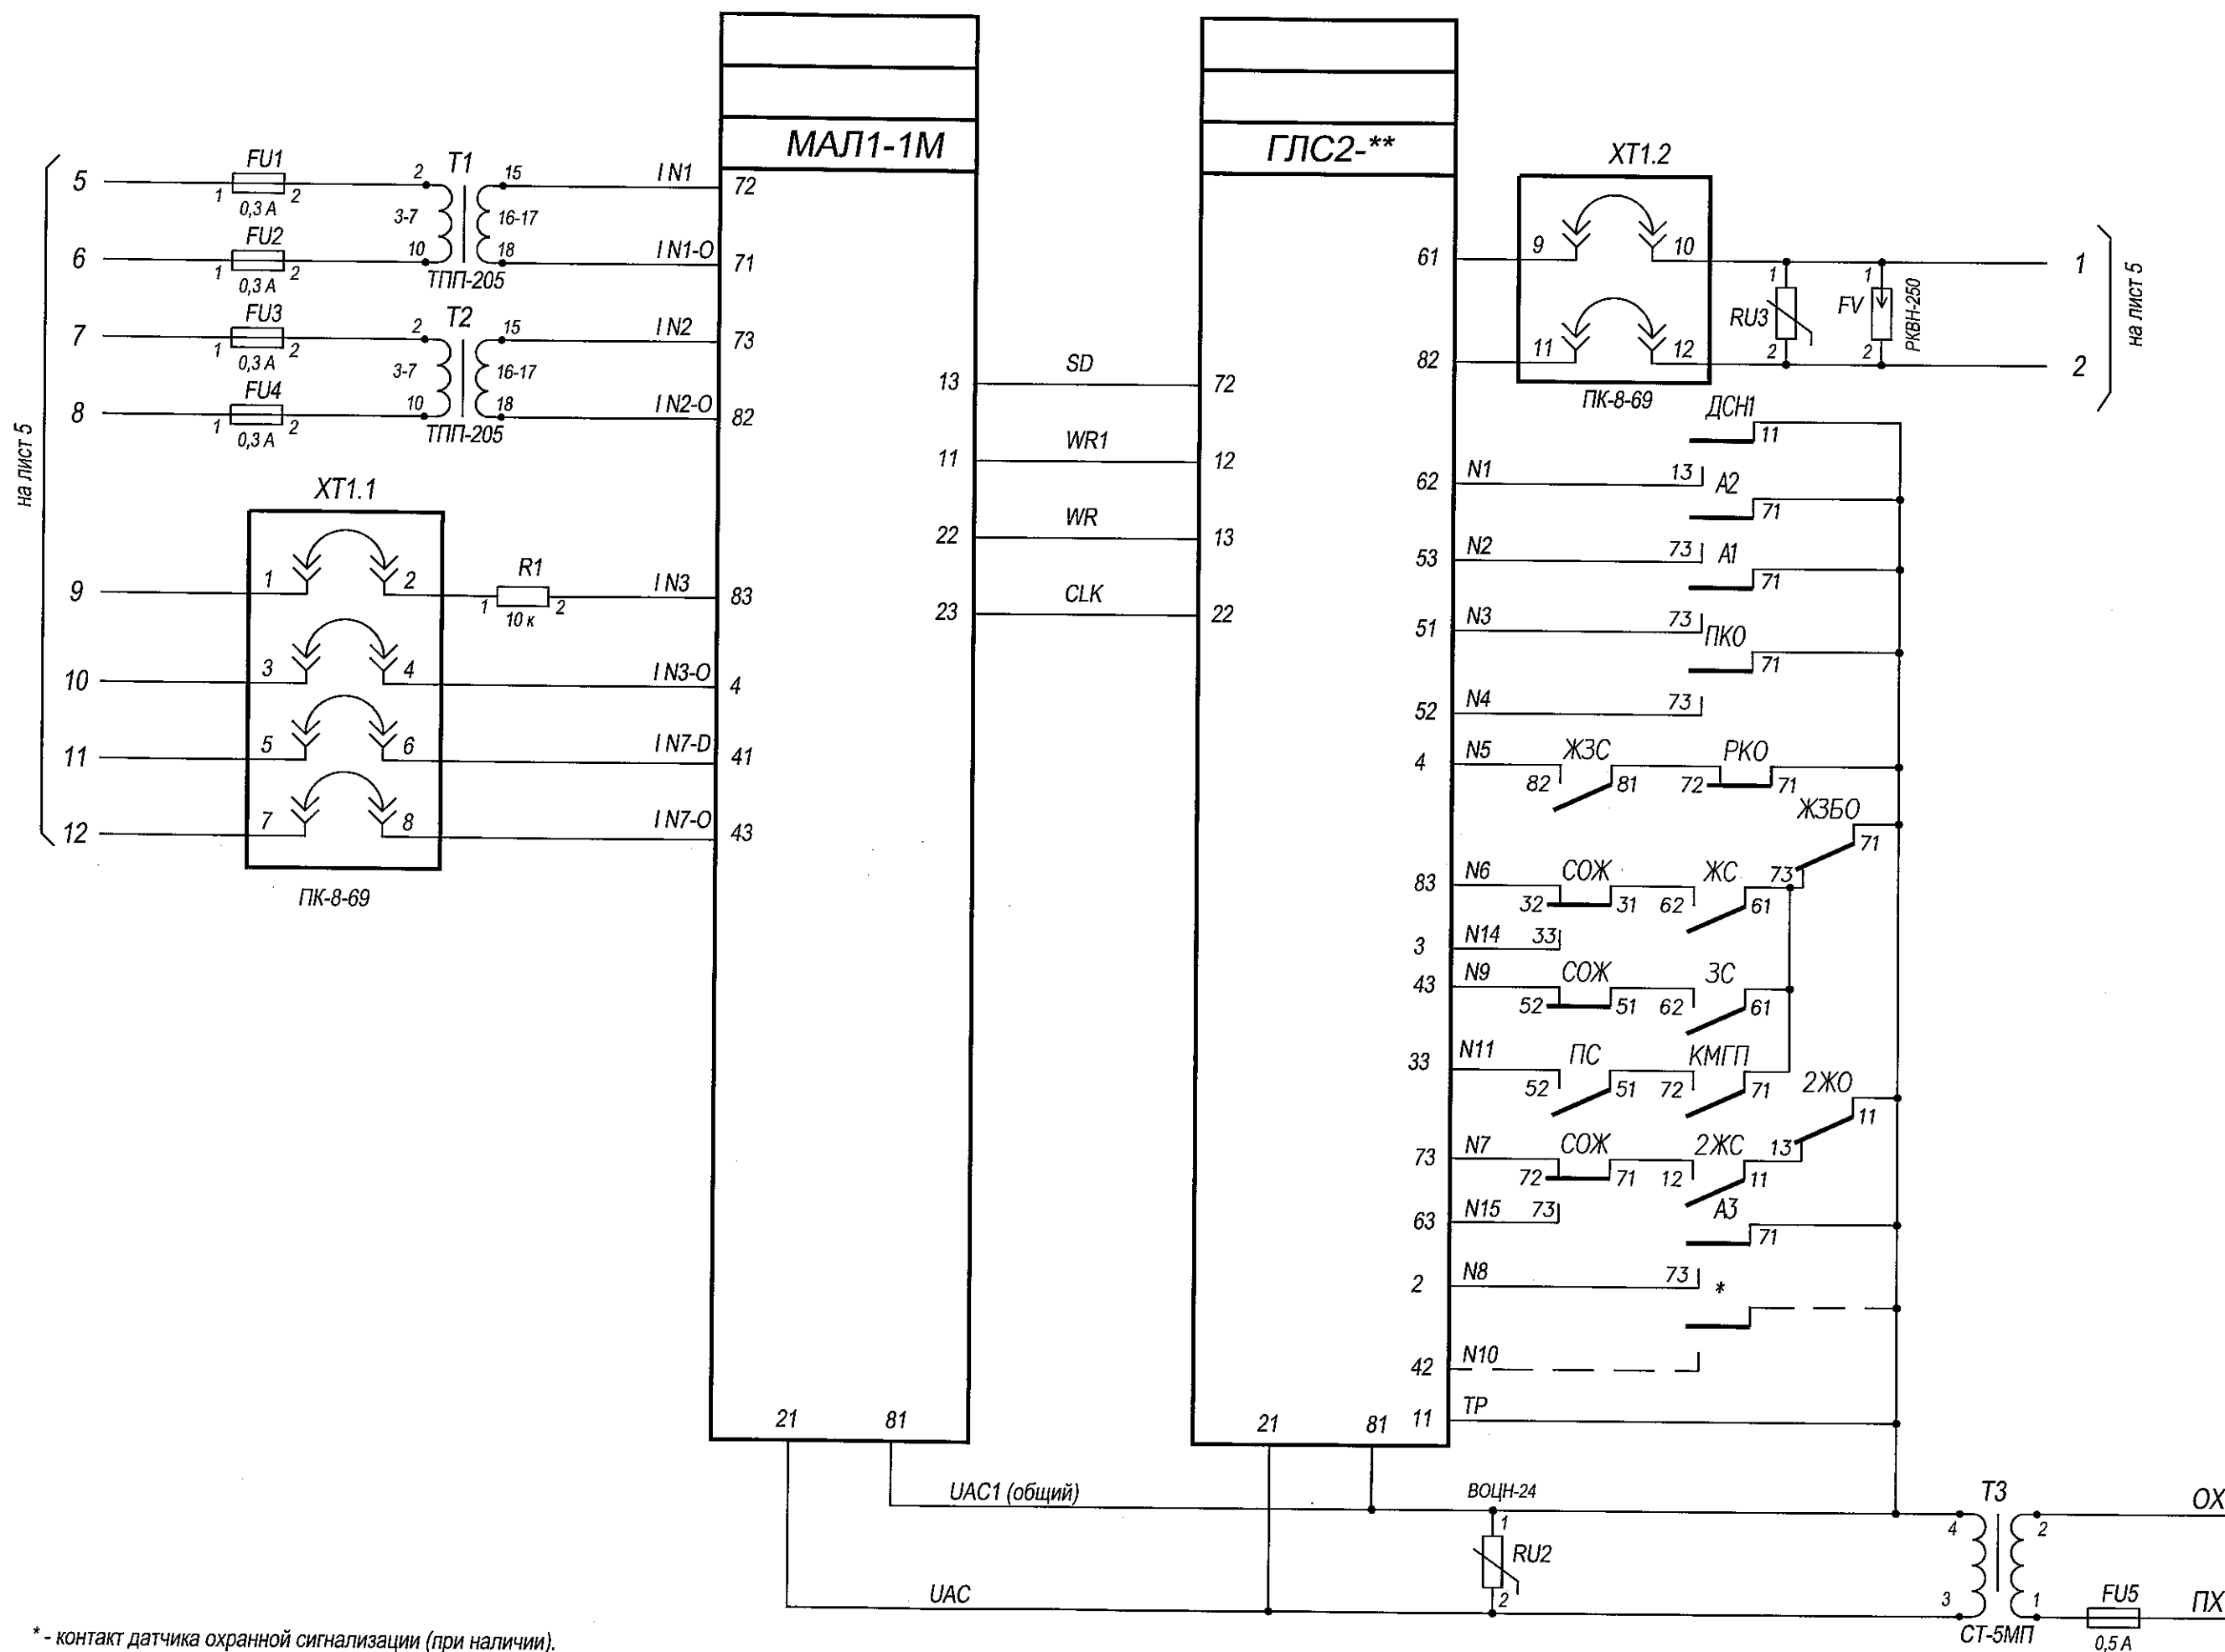 МАЛ1-1М
ГЛС2-**
на лист 5
5
1 FU1 2
0,3 А
2 Т1 15
3-7 16-17
10 18
ТПП-205
I N1
72
6
1 FU2 2
0,3 А
I N1-О
71
7
1 FU3 2
0,3 А
2 Т2 15
3-7 16-17
10 18
ТПП-205
I N2
73
8
1 FU4 2
0,3 А
I N2-О
82
ХТ1.1
9
1 2
R1
1 2
10 к
I N3
83
10
3 4
I N3-О
4
11
5 6
I N7-D
41
12
7 8
I N7-О
43
ПК-8-69
13 SD 72
11 WR1 12
22 WR 13
23 CLK 22
ХТ1.2
61 9 10
82 11 12
ПК-8-69
1 RU3 2
1 FV 2
РКВН-250
1
2
на лист 5
ДСН1
11
62 N1 13
А2
71
53 N2 73
А1
71
51 N3 73
ПКО
71
52 N4 73
4 N5 82 ЖЗС 81 72 РКО 71
ЖЗБО
71
73
83 N6 32 СОЖ 31 62 ЖС 61
3 N14 33
43 N9 52 СОЖ 51 62 ЗС 61
33 N11 52 ПС 51 72 КМГП 71
2ЖО
11
13
73 N7 72 СОЖ 71 12 2ЖС 11
63 N15 73
А3
71
2 N8 73
*
42 N10
11 ТР
21 81
21 81
UAC1 (общий)
ВОЦН-24
1 RU2 2
UAC
Т3
4 2
3 1
СТ-5МП
ОХ
FU5
0,5 А
ПХ
* - контакт датчика охранной сигнализации (при наличии).